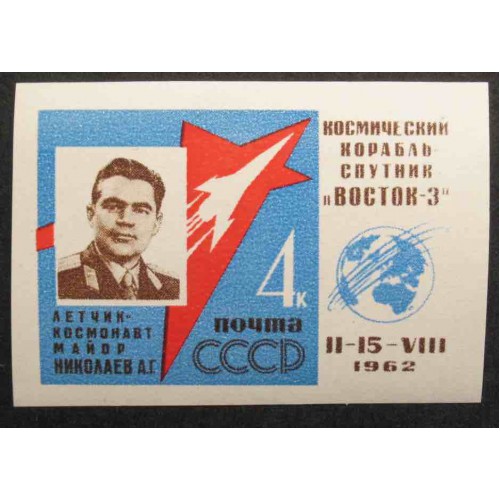 КОСМИЧЕСКИЙ
КОРАБЛЬ-
СПУТНИК
„ВОСТОК-3"
4К
ПОЧТА
СССР
ЛЕТЧИК-
КОСМОНАВТ
МАЙОР
НИКОЛАЕВ А.Г.
11-15-VIII
1962